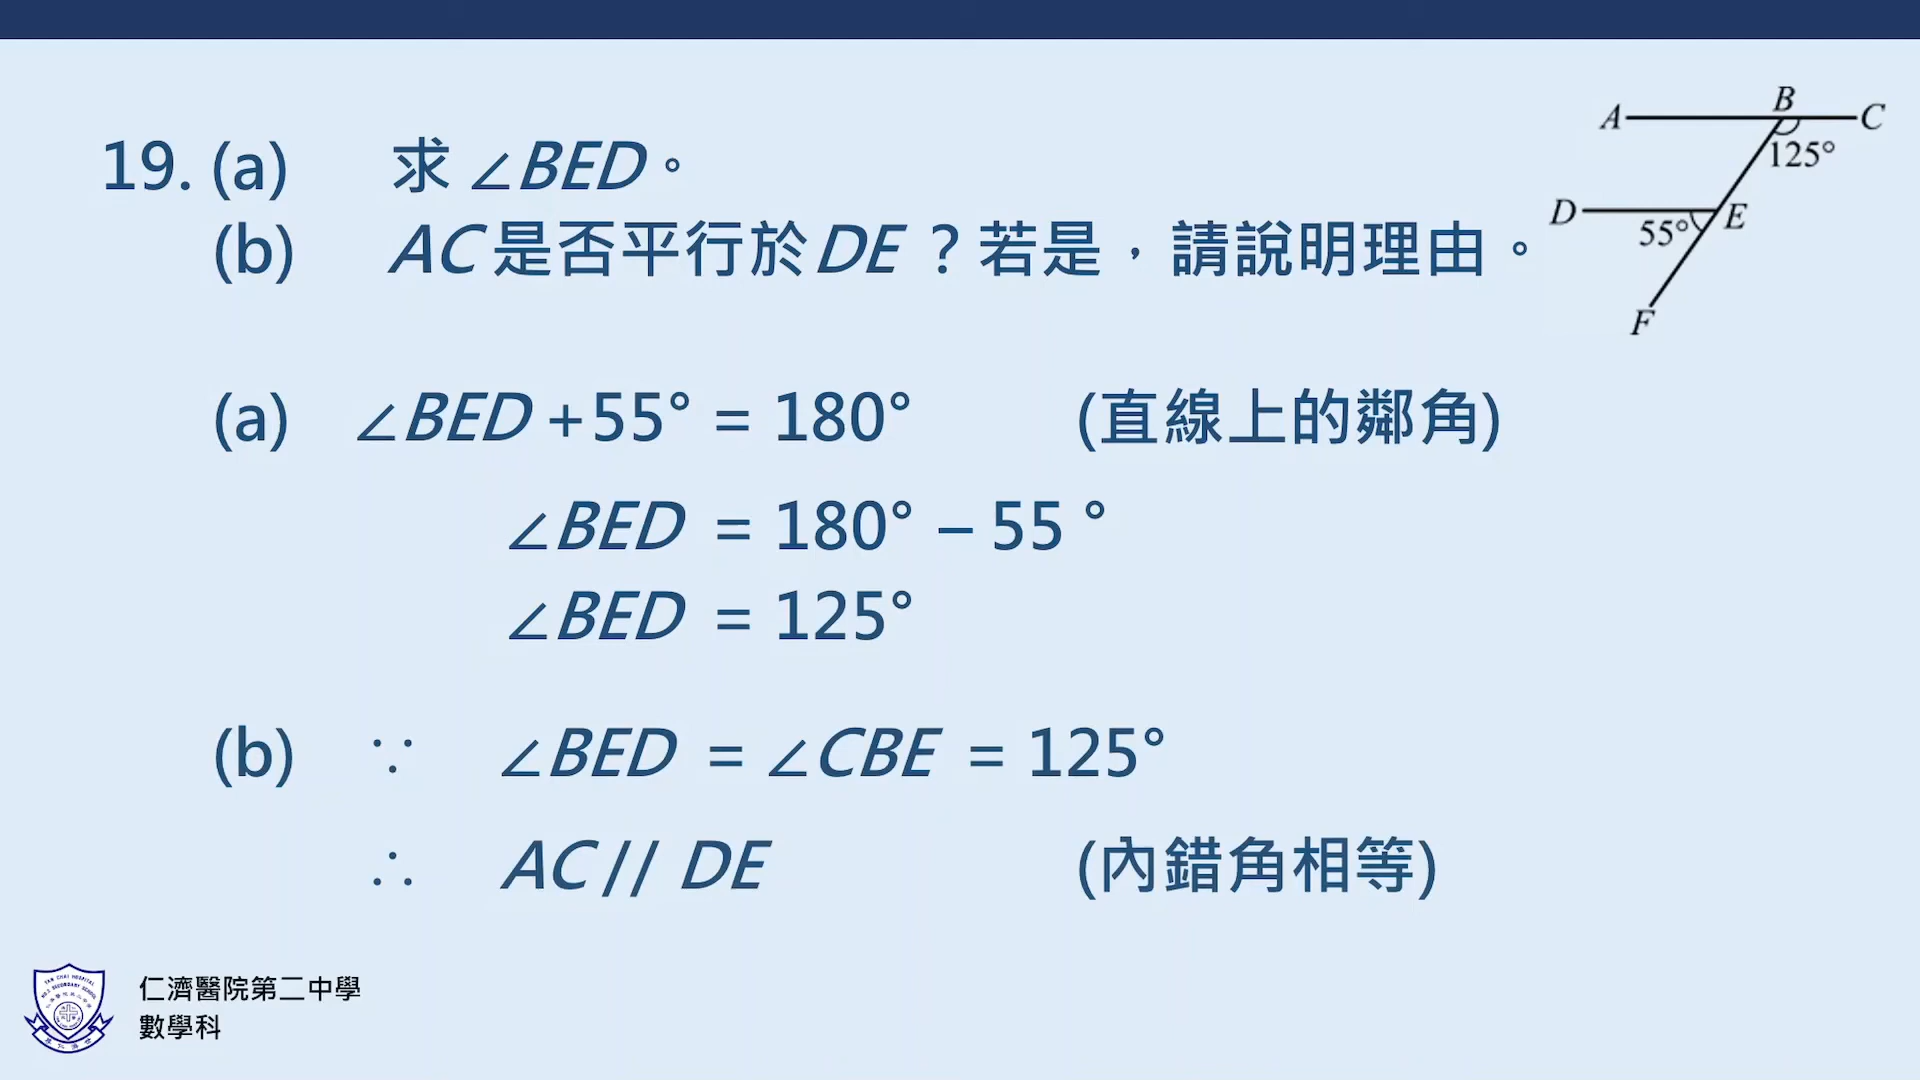 19. (a) 求 ∠BED。
(b) AC是否平行於DE？若是，請說明理由。
A B C
125°
D E
55°
F
(a) ∠BED+55° = 180° (直線上的鄰角)
∠BED = 180° – 55 °
∠BED = 125°
(b) ∵ ∠BED = ∠CBE = 125°
∴ AC // DE (內錯角相等)
仁濟醫院第二中學
數學科